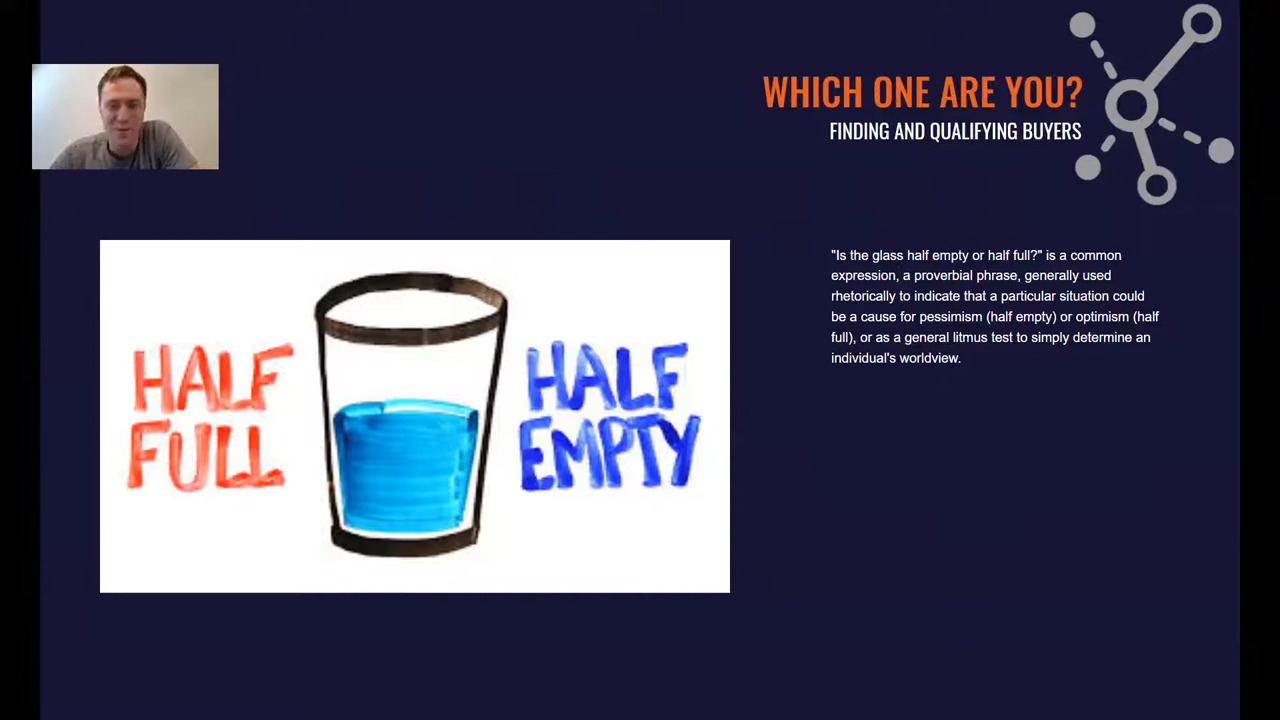 WHICH ONE ARE YOU?
FINDING AND QUALIFYING BUYERS
HALF
FULL
HALF
EMPTY
"Is the glass half empty or half full?" is a common
expression, a proverbial phrase, generally used
rhetorically to indicate that a particular situation could
be a cause for pessimism (half empty) or optimism (half
full), or as a general litmus test to simply determine an
individual's worldview.